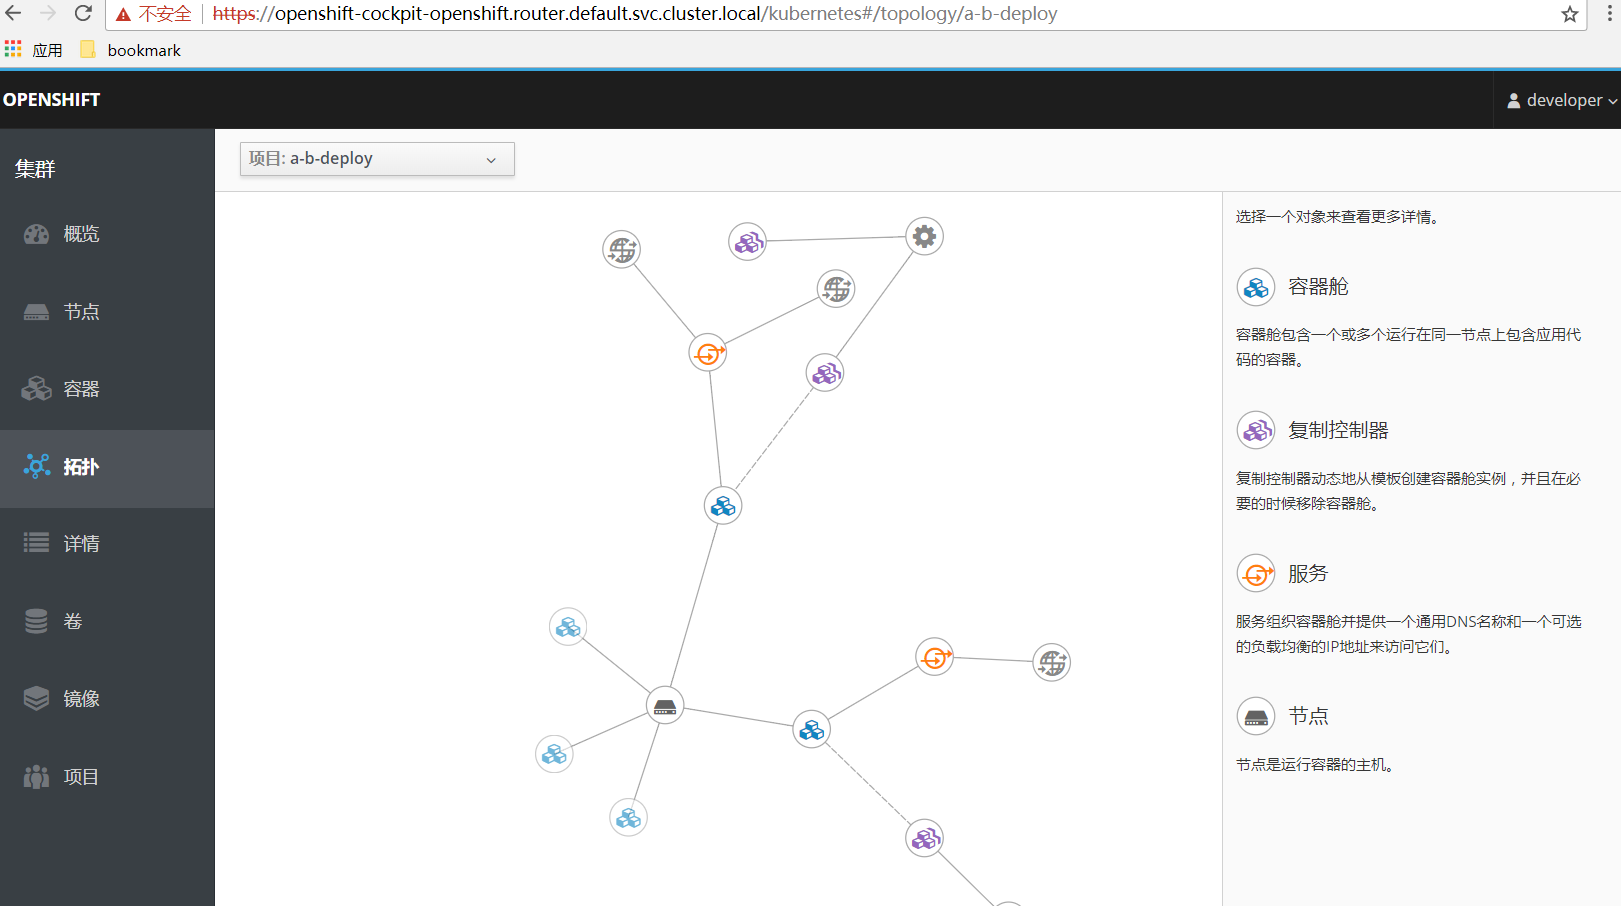 不安全 https://openshift-cockpit-openshift.router.default.svc.cluster.local/kubernetes#/topology/a-b-deploy
应用 bookmark
OPENSHIFT
developer
集群
概览
节点
容器
拓扑
详情
卷
镜像
项目
项目: a-b-deploy
选择一个对象来查看更多详情。
容器舱
容器舱包含一个或多个运行在同一节点上包含应用代
码的容器。
复制控制器
复制控制器动态地从模板创建容器舱实例，并且在必
要的时候移除容器舱。
服务
服务组织容器舱并提供一个通用DNS名称和一个可选
的负载均衡的IP地址来访问它们。
节点
节点是运行容器的主机。